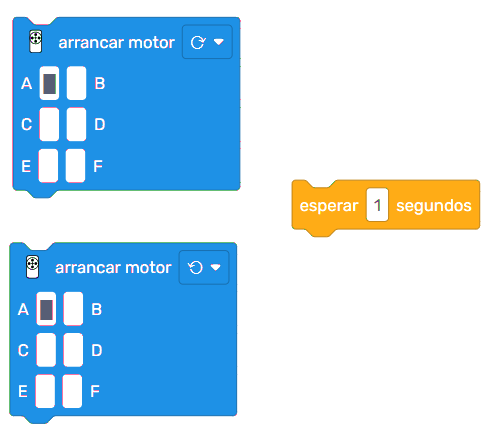 arrancar motor
A B
C D
E F
esperar 1 segundos
arrancar motor
A B
C D
E F